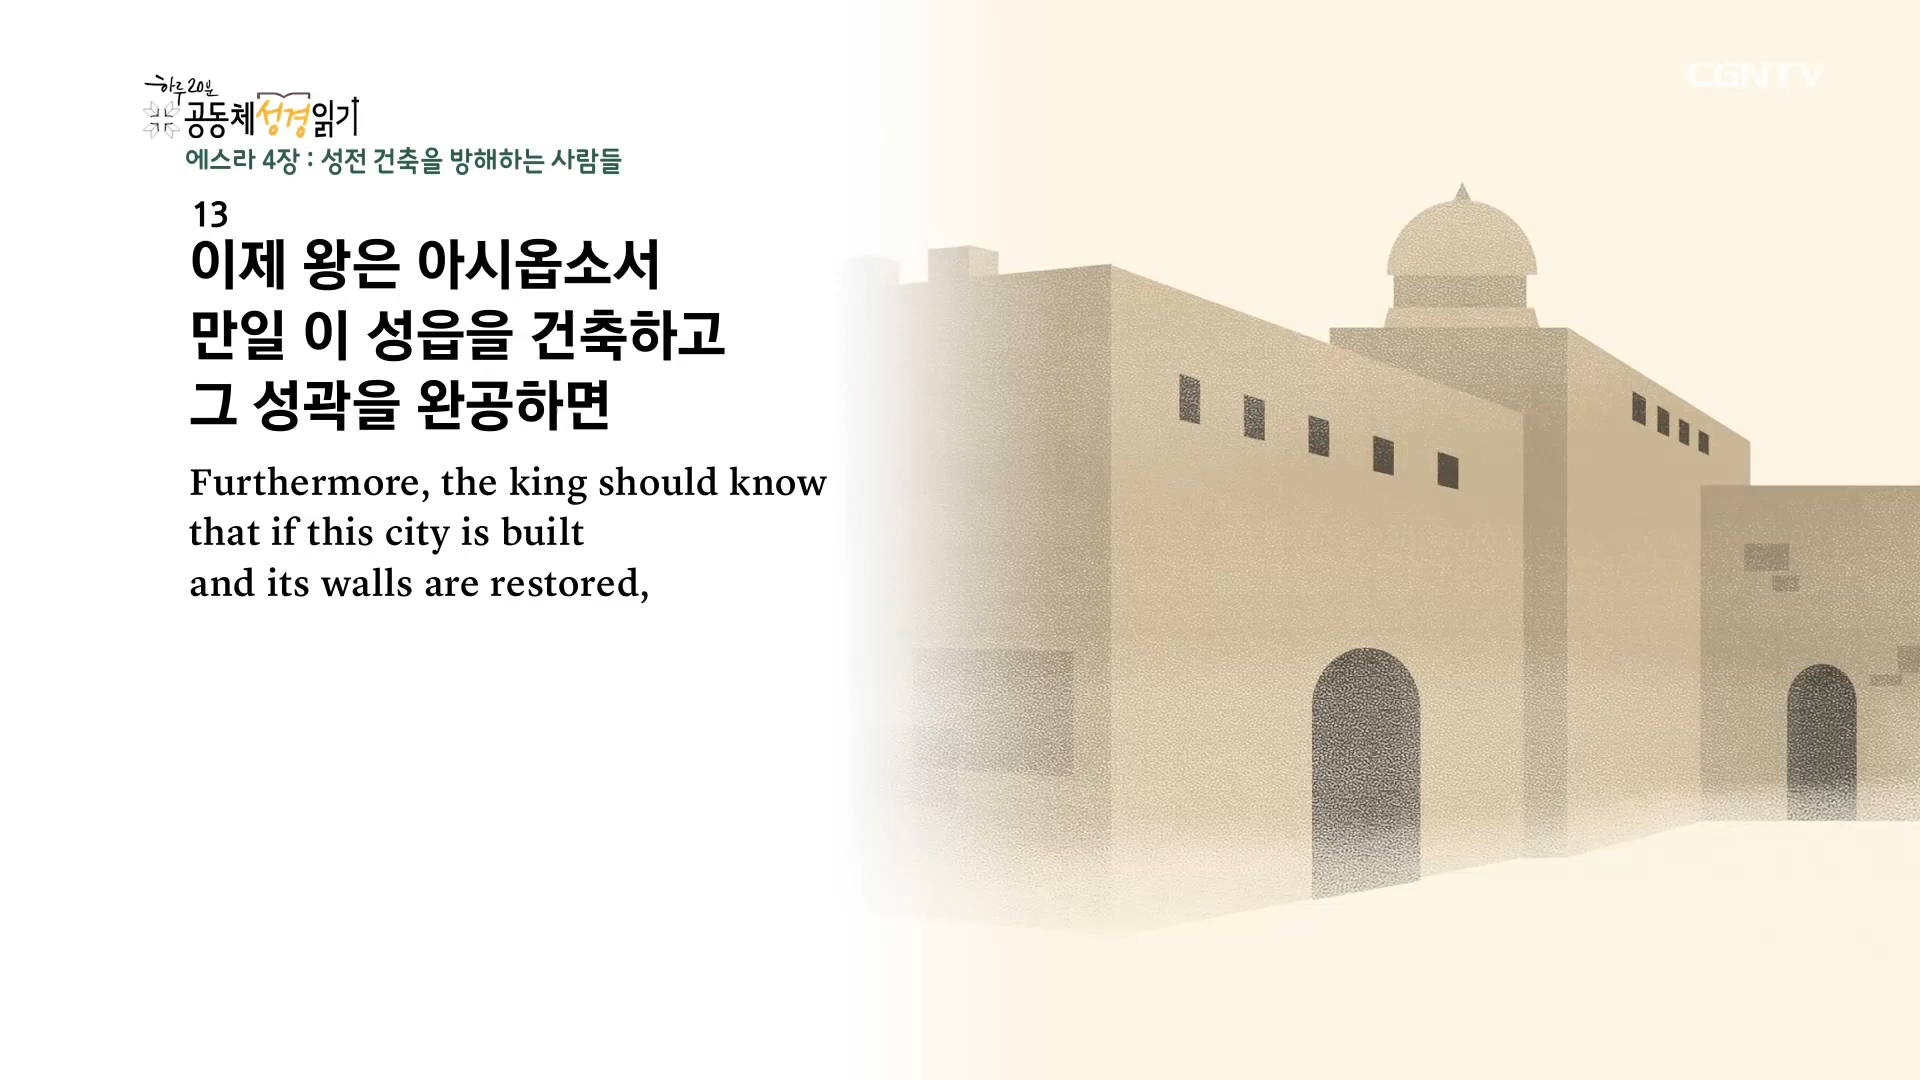 하루 20분
공동체성경읽기
CGNTV
에스라 4장 : 성전 건축을 방해하는 사람들
13
이제 왕은 아시옵소서
만일 이 성읍을 건축하고
그 성곽을 완공하면
Furthermore, the king should know
that if this city is built
and its walls are restored,